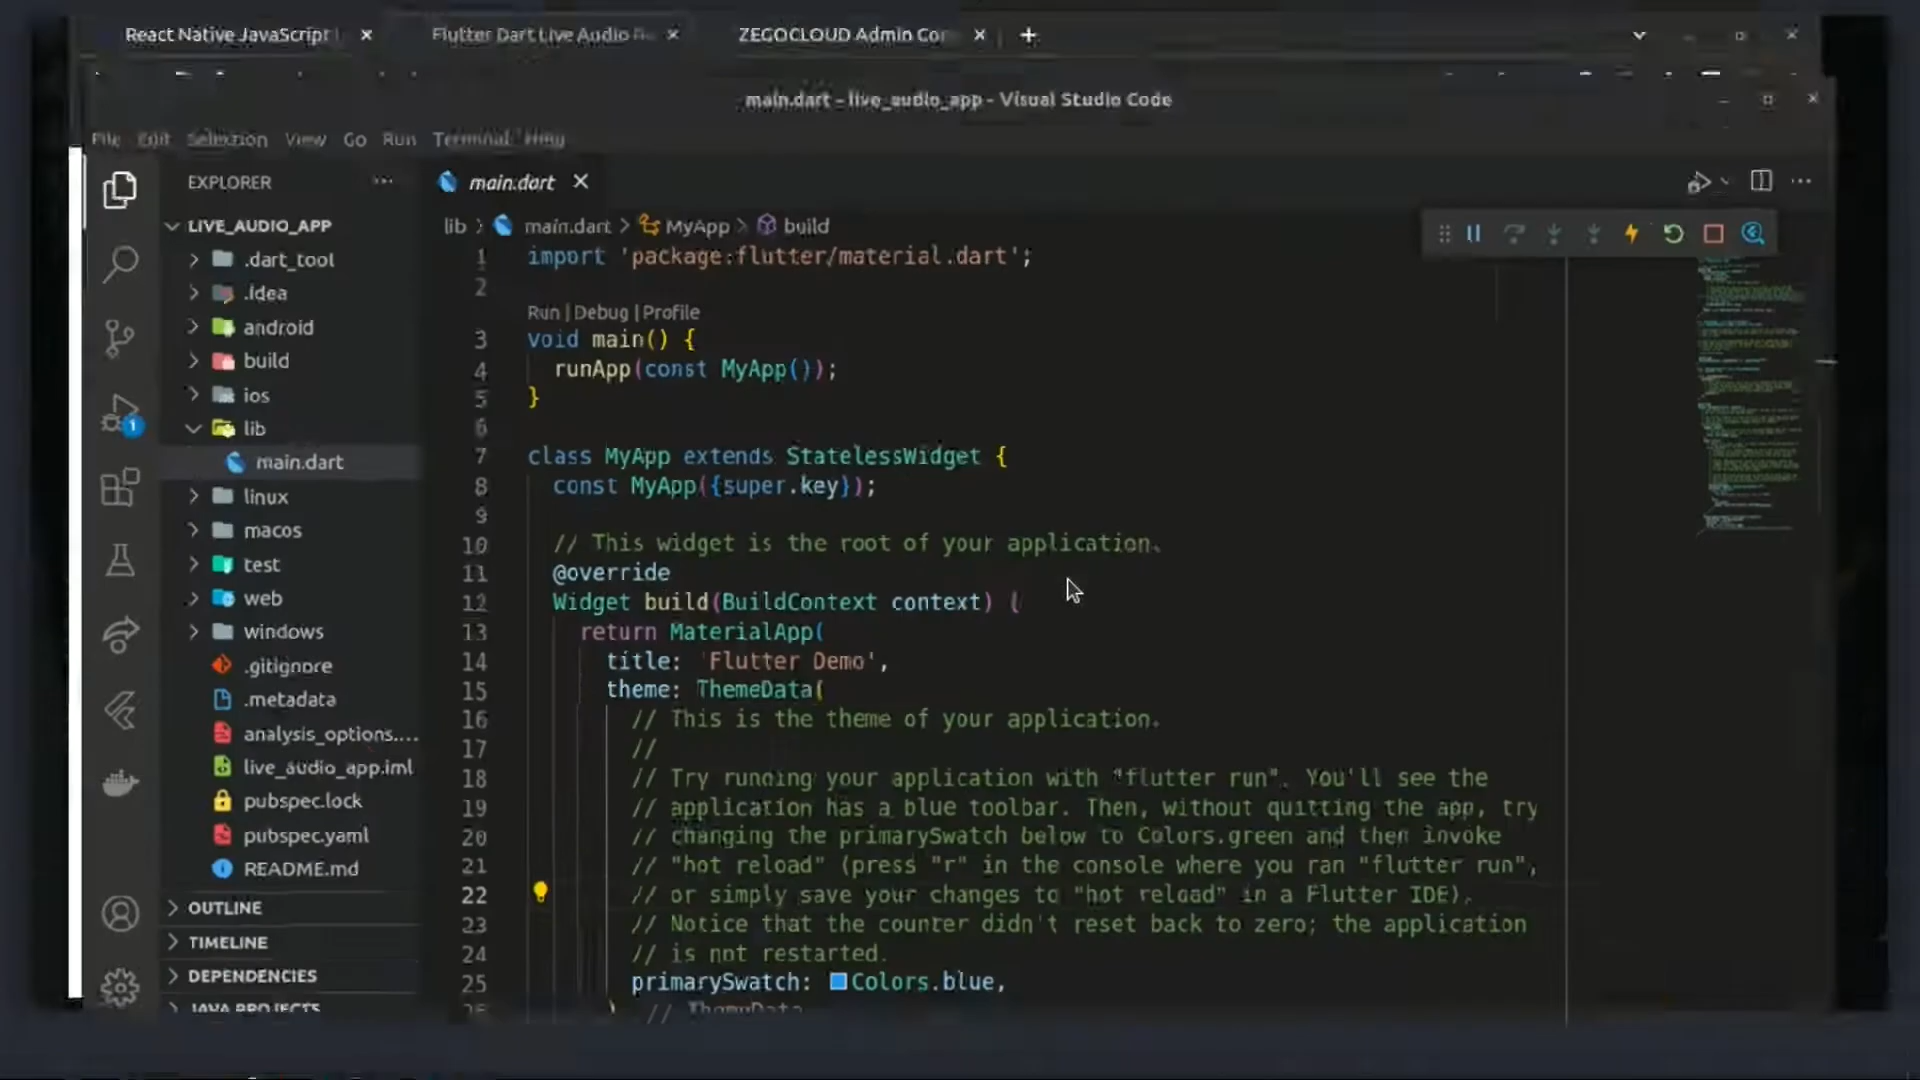 React Native JavaScript
Flutter Dart Live Audio R
ZEGOCLOUD Admin Con
main.dart - live_audio_app - Visual Studio Code
File Edit Selection View Go Run Terminal Help
EXPLORER
main.dart
LIVE_AUDIO_APP
lib > main.dart > MyApp > build
.dart_tool
.idea
android
build
ios
lib
main.dart
linux
macos
test
web
windows
.gitignore
.metadata
analysis_options....
live_audio_app.iml
pubspec.lock
pubspec.yaml
README.md
OUTLINE
TIMELINE
DEPENDENCIES
JAVA PROJECTS
1
1 import 'package:flutter/material.dart';
2
Run | Debug | Profile
3 void main() {
4 runApp(const MyApp());
5 }
6
7 class MyApp extends StatelessWidget {
8 const MyApp({super.key});
9
10 // This widget is the root of your application.
11 @override
12 Widget build(BuildContext context) {
13 return MaterialApp(
14 title: 'Flutter Demo',
15 theme: ThemeData(
16 // This is the theme of your application.
17 //
18 // Try running your application with "flutter run". You'll see the
19 // application has a blue toolbar. Then, without quitting the app, try
20 // changing the primarySwatch below to Colors.green and then invoke
21 // "hot reload" (press "r" in the console where you ran "flutter run",
22 // or simply save your changes to "hot reload" in a Flutter IDE).
23 // Notice that the counter didn't reset back to zero; the application
24 // is not restarted.
25 primarySwatch: Colors.blue,
26 ) // ThemeData